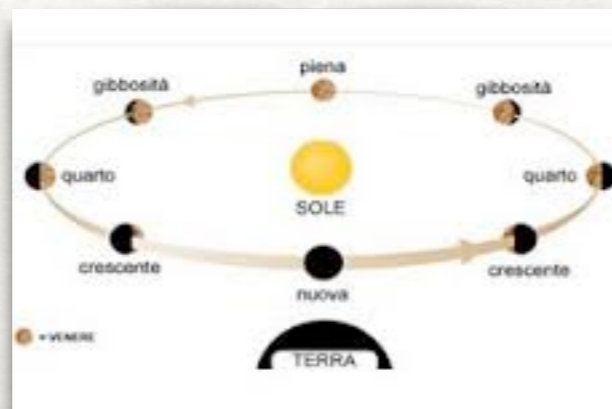 piena
gibbosità
gibbosità
quarto
quarto
SOLE
crescente
crescente
nuova
= VENERE
TERRA